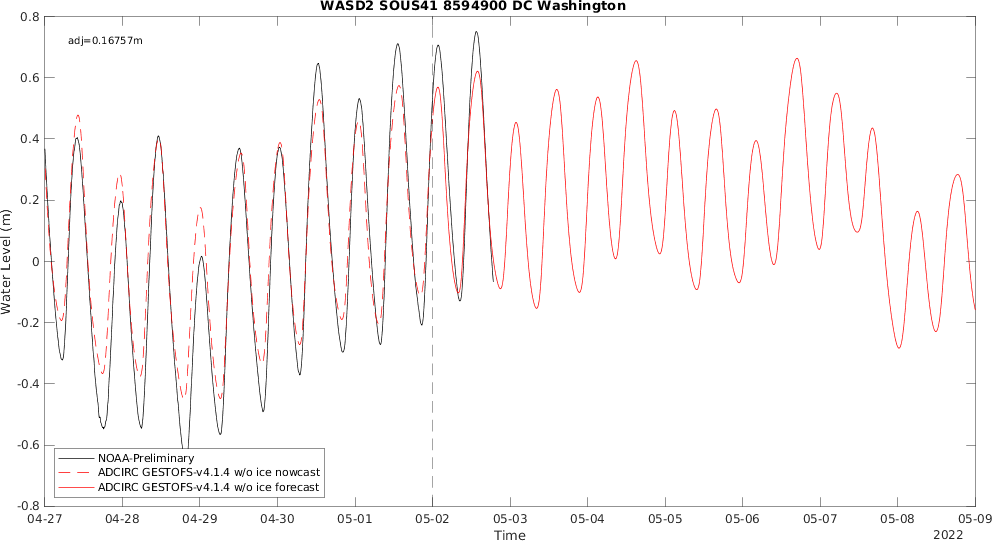 WASD2 SOUS41 8594900 DC Washington
adj=0.16757m
Water Level (m)
0.8
0.6
0.4
0.2
0
-0.2
-0.4
-0.6
-0.8
NOAA-Preliminary
ADCIRC GESTOFS-v4.1.4 w/o ice nowcast
ADCIRC GESTOFS-v4.1.4 w/o ice forecast
04-27 04-28 04-29 04-30 05-01 05-02 05-03 05-04 05-05 05-06 05-07 05-08 05-09
Time
2022